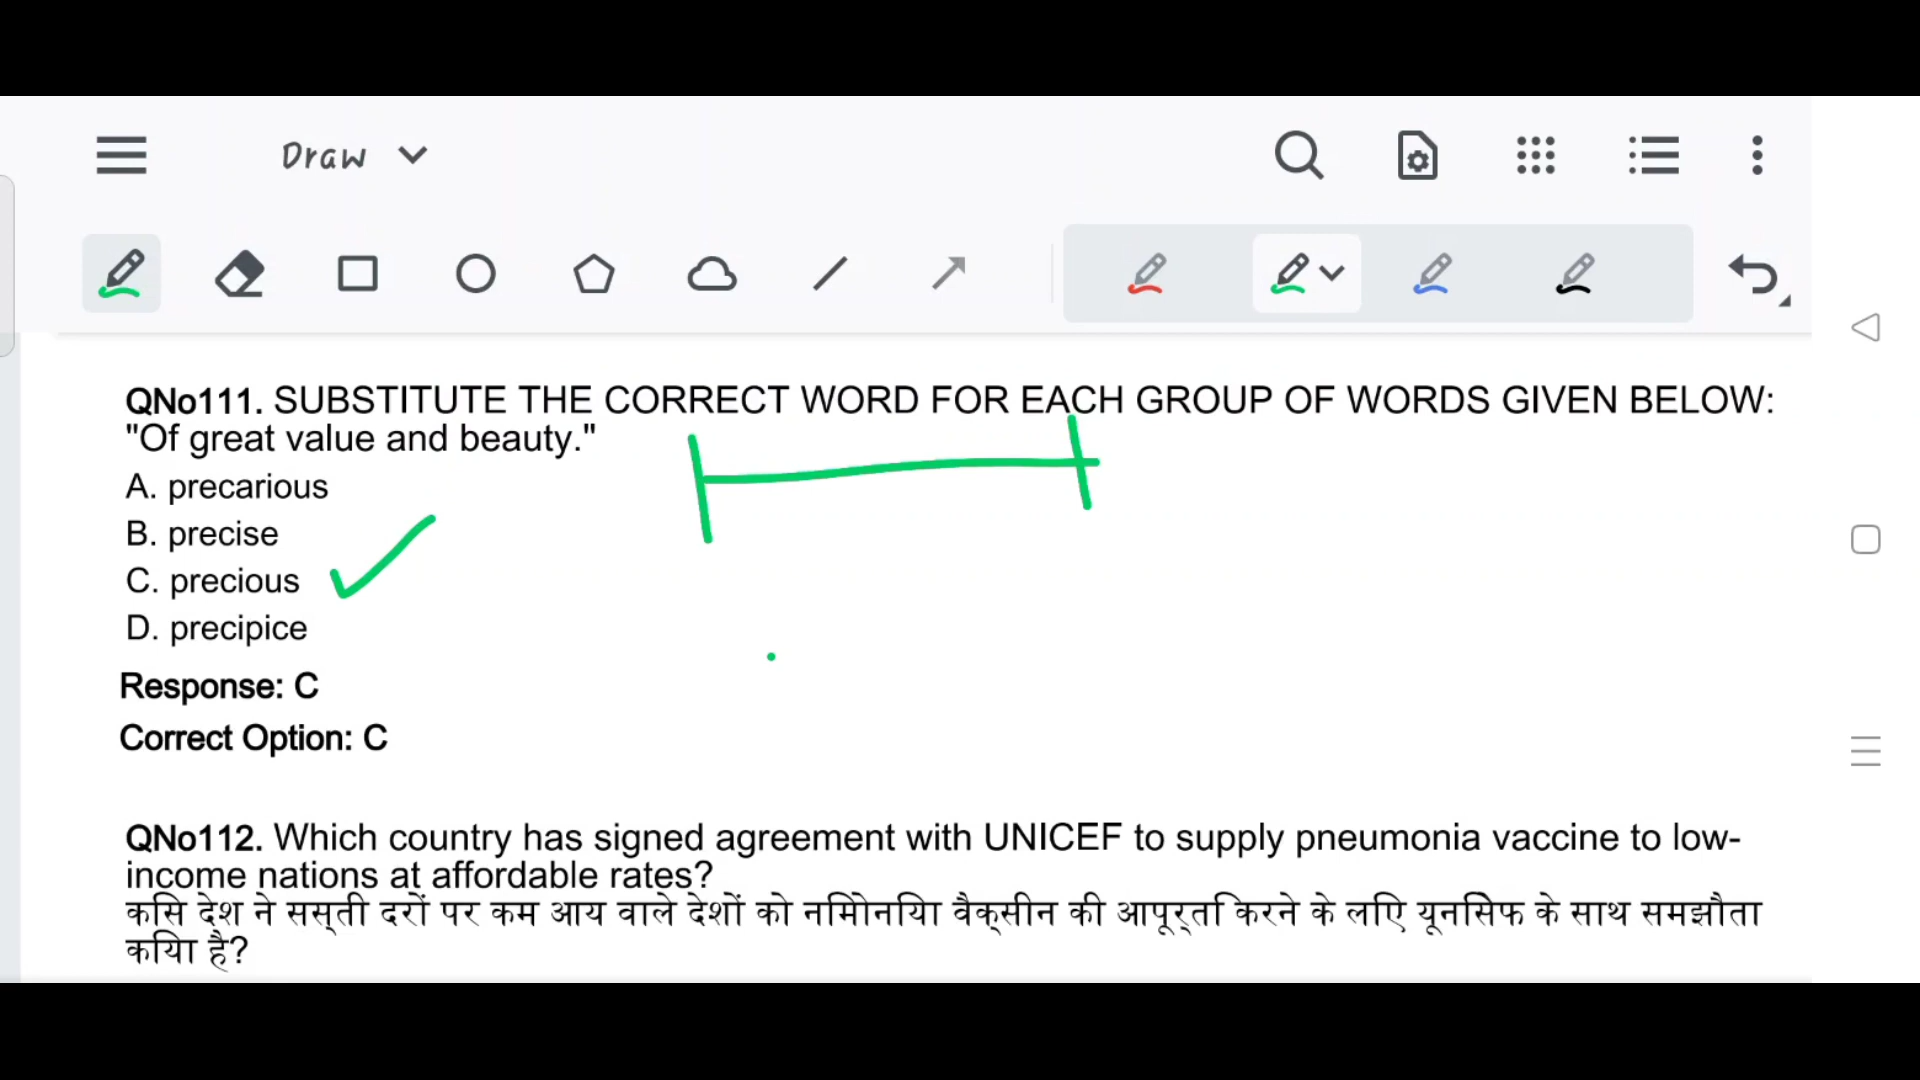 Draw
QNo111. SUBSTITUTE THE CORRECT WORD FOR EACH GROUP OF WORDS GIVEN BELOW:
"Of great value and beauty."
A. precarious
B. precise
C. precious
D. precipice
Response: C
Correct Option: C
QNo112. Which country has signed agreement with UNICEF to supply pneumonia vaccine to low-
income nations at affordable rates?
किस देश ने सस्ती दरों पर कम आय वाले देशों को निमोनिया वैक्सीन की आपूर्ति करने के लिए यूनिसेफ के साथ समझौता
किया है?